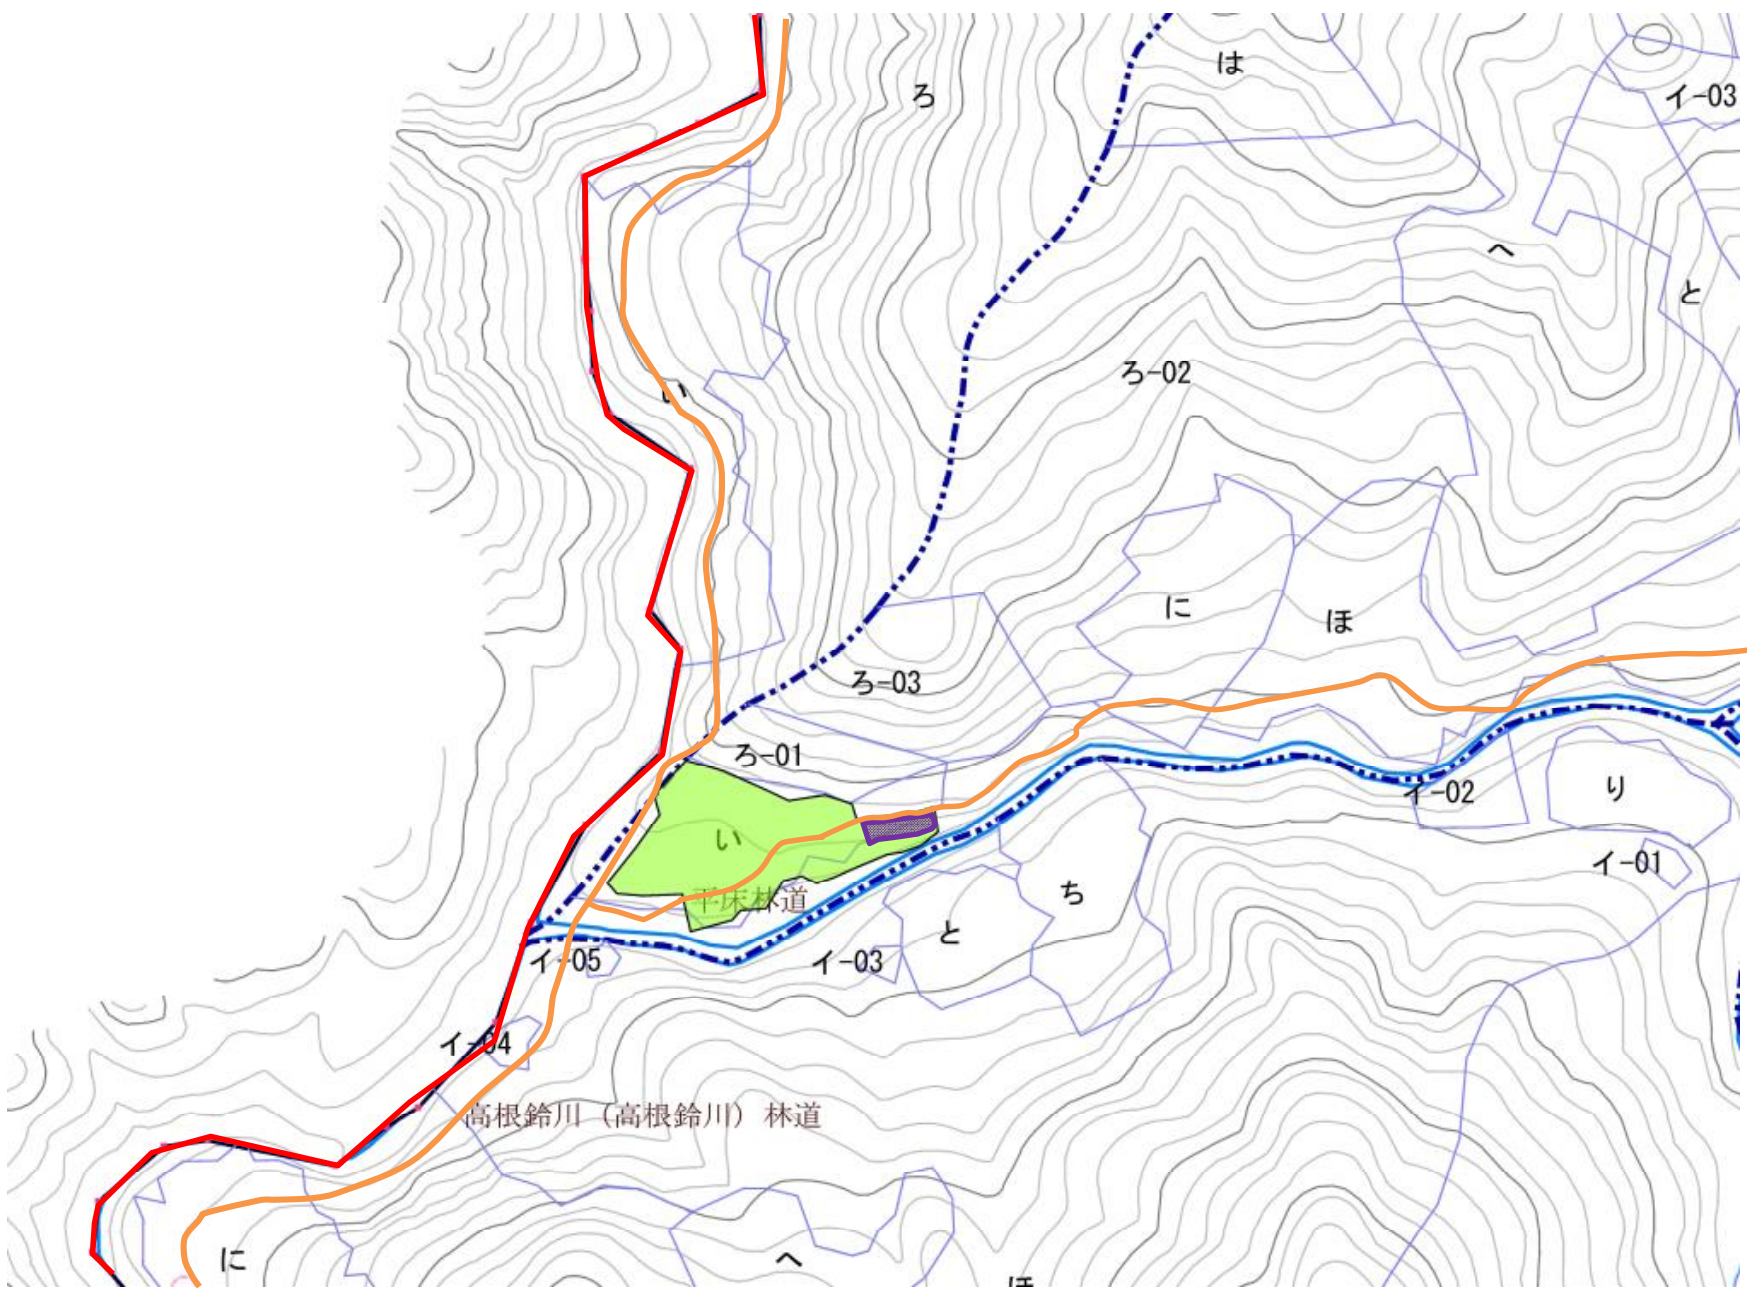 は
ろ
イ-03
へ
と
ろ-02
い
に
ほ
ろ-03
ろ-01
イ-02
り
い
イ-01
平床林道
ち
と
イ-05
イ-03
イ-04
高根鈴川（高根鈴川）林道
に
へ
ほ